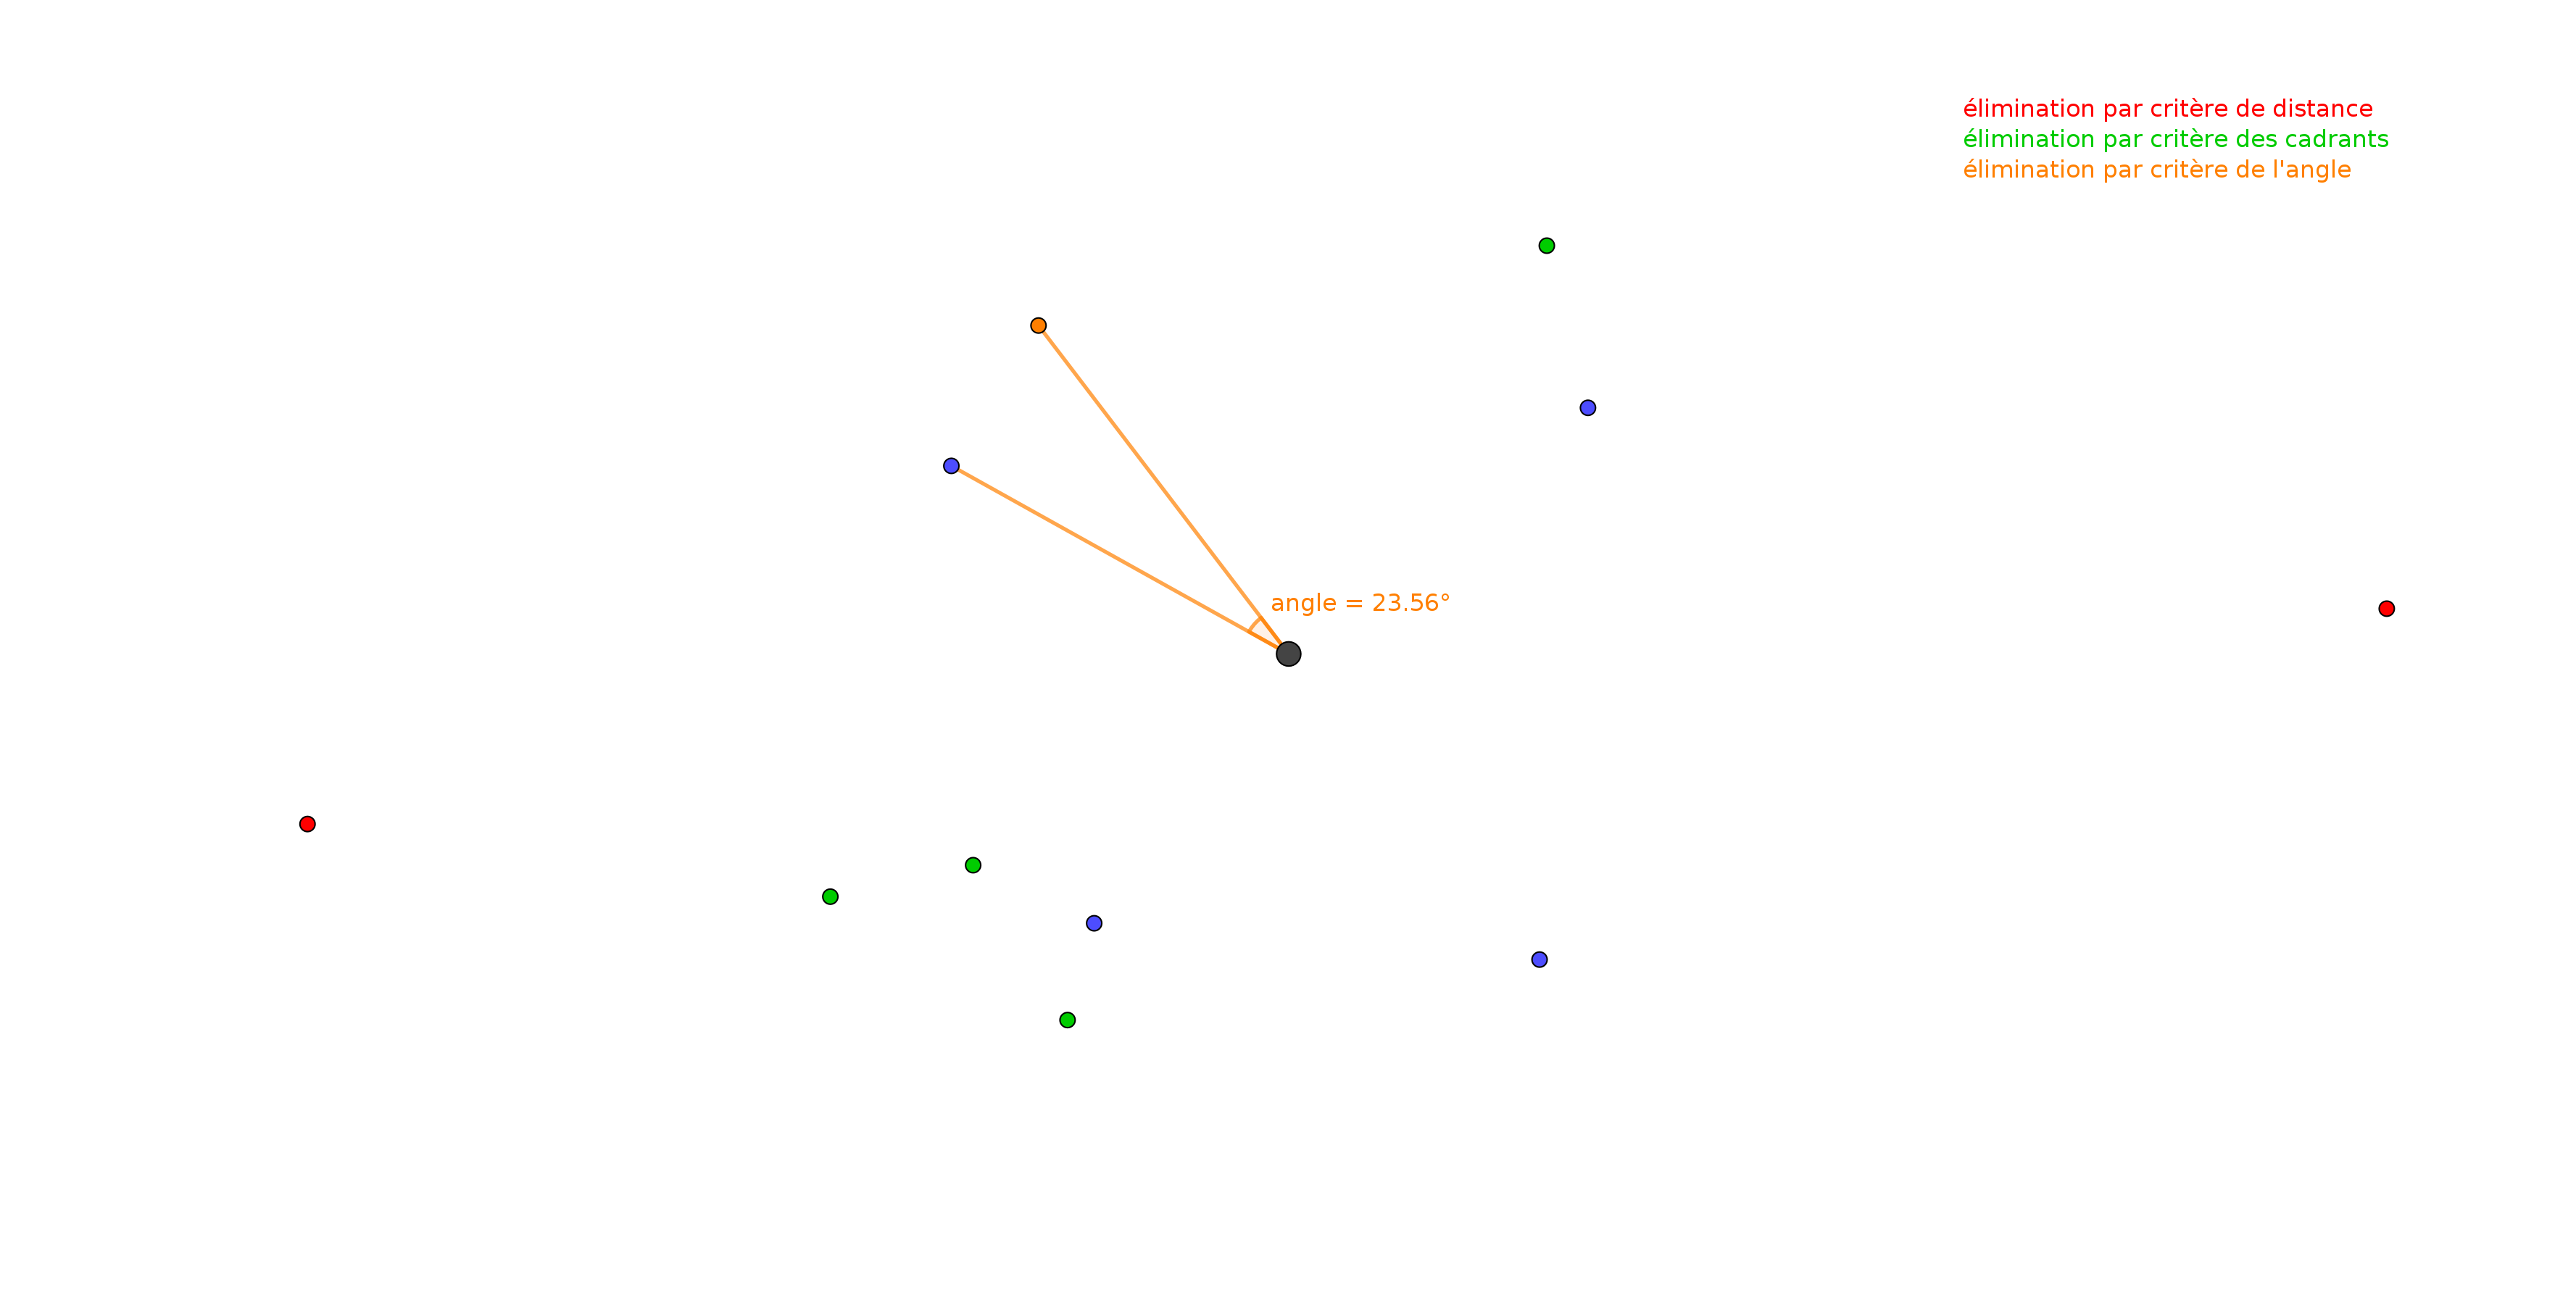 élimination par critère de distance
élimination par critère des cadrants
élimination par critère de l'angle
angle = 23.56°